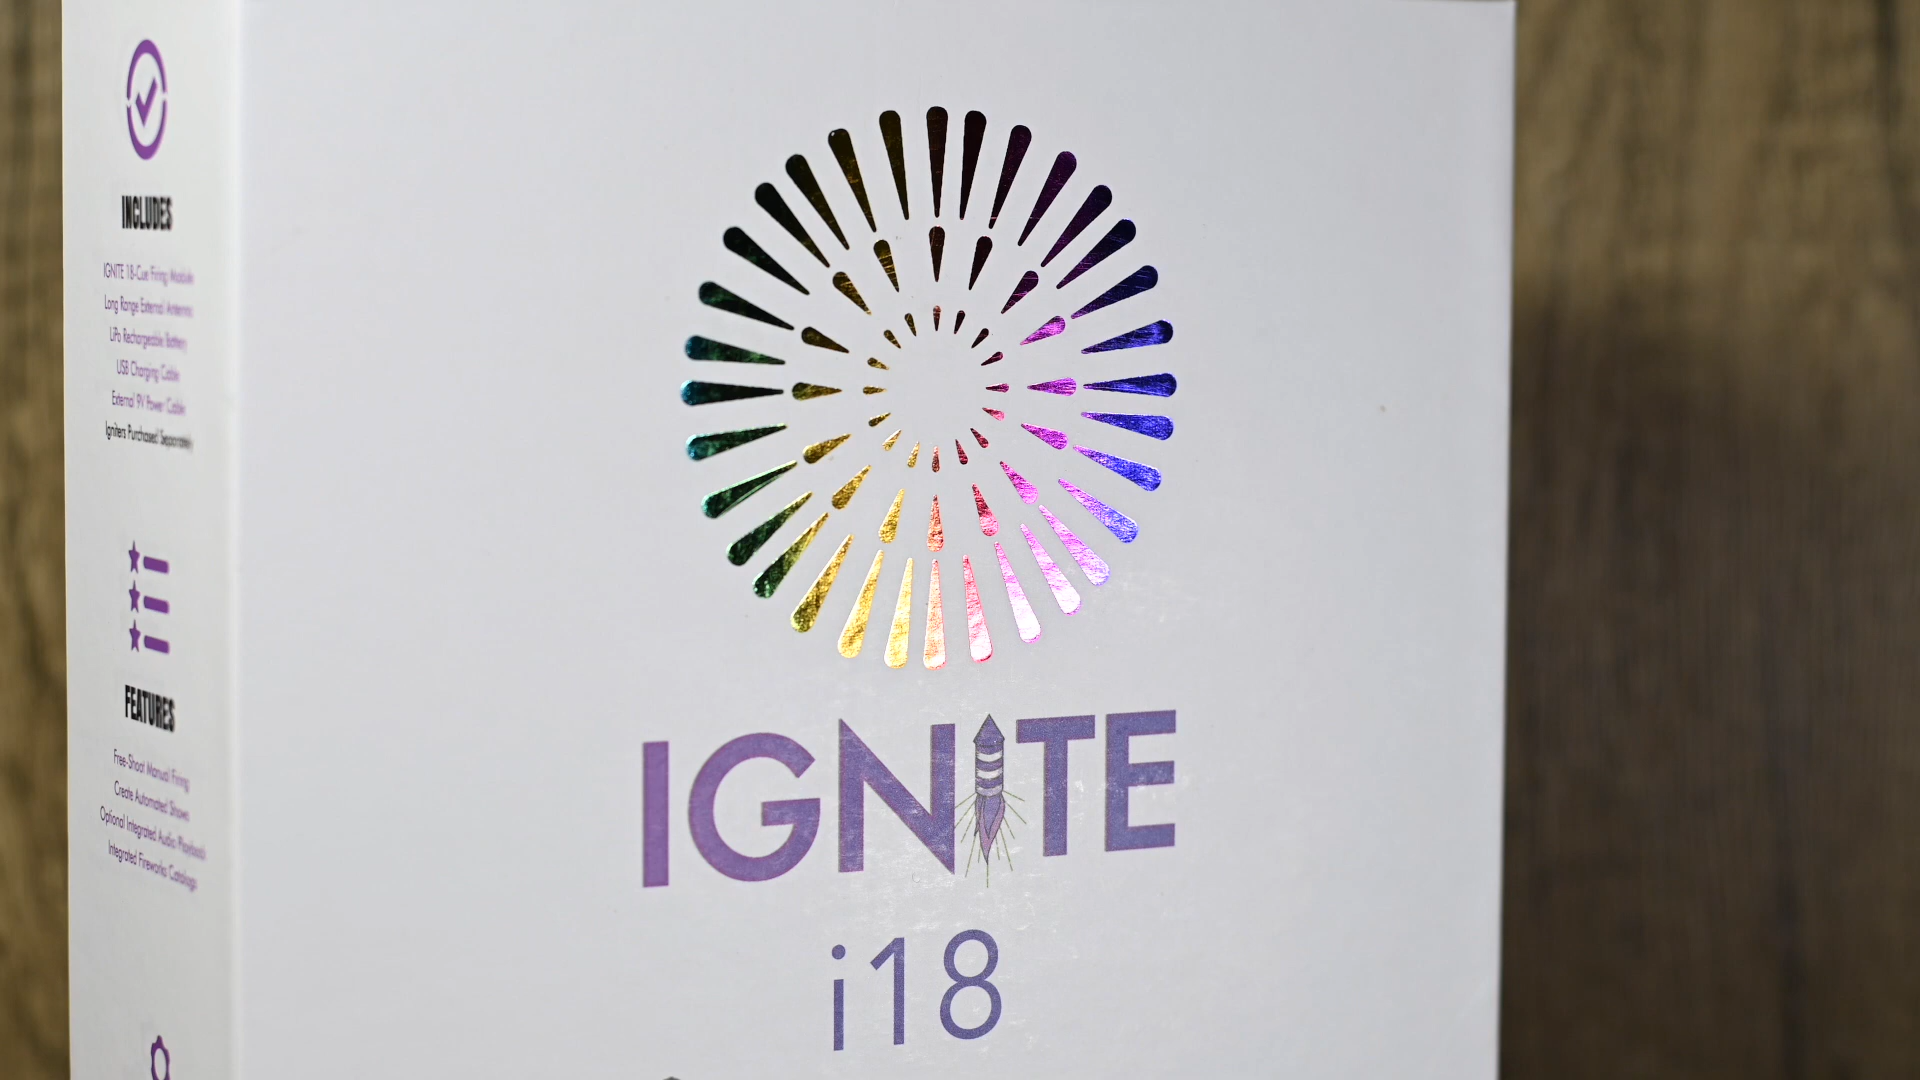 INCLUDES
IGNITE 18-Cue Firing Module
Long Range External Antenna
LiPo Rechargeable Battery
USB Charging Cable
External 9V Power Cable
Igniters Purchased Separately
FEATURES
Free-Shoot Manual Firing
Create Automated Shows
Optional Integrated Audio Playback
Integrated Fireworks Catalogs
IGNITE
i18